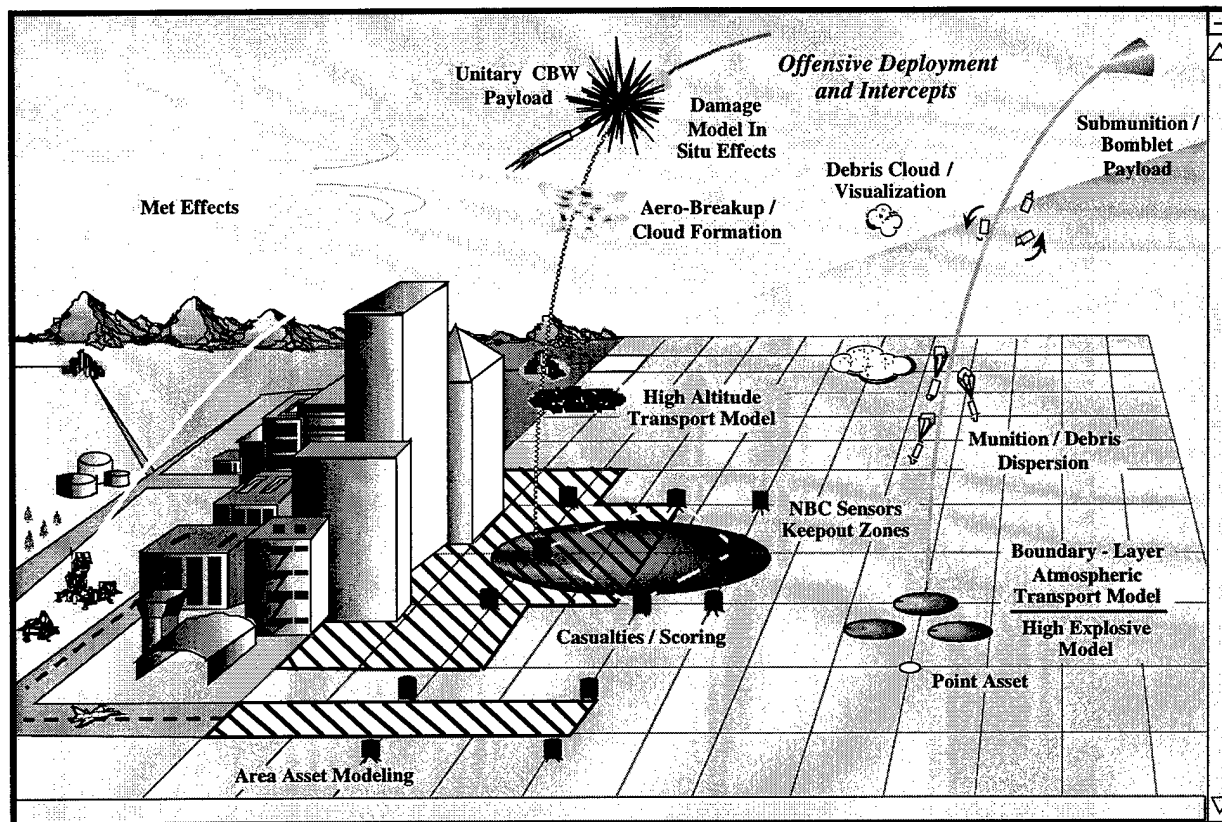 Unitary CBW
Payload
Offensive Deployment
and Intercepts
Damage
Model In
Situ Effects
Submunition /
Bomblet
Payload
Debris Cloud /
Visualization
Met Effects
Aero-Breakup /
Cloud Formation
High Altitude
Transport Model
Munition / Debris
Dispersion
NBC Sensors
Keepout Zones
Boundary - Layer
Atmospheric
Transport Model
High Explosive
Model
Casualties / Scoring
Point Asset
Area Asset Modeling